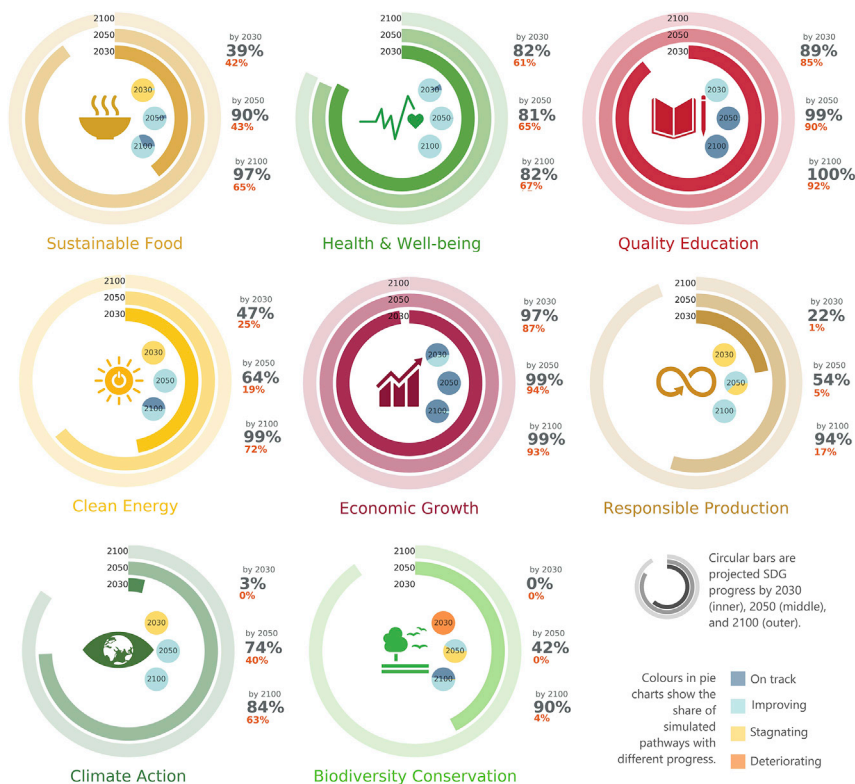 2100
2050
2030
by 2030
39%
42%
2030
by 2050
90%
43%
2050
by 2100
97%
65%
2100
Sustainable Food
2100
2050
2030
by 2030
82%
61%
2030
by 2050
81%
65%
2050
by 2100
82%
67%
2100
Health & Well-being
2100
2050
2030
by 2030
89%
85%
2030
by 2050
99%
90%
2050
by 2100
100%
92%
2100
Quality Education
2100
2050
2030
by 2030
47%
25%
2030
by 2050
64%
19%
2050
by 2100
99%
72%
2100
Clean Energy
2100
2050
2030
by 2030
97%
87%
2030
by 2050
99%
94%
2050
by 2100
99%
93%
2100
Economic Growth
2100
2050
2030
by 2030
22%
1%
2030
by 2050
54%
5%
2050
by 2100
94%
17%
2100
Responsible Production
2100
2050
2030
by 2030
3%
0%
2030
by 2050
74%
40%
2050
by 2100
84%
63%
2100
Climate Action
2100
2050
2030
by 2030
0%
0%
2030
by 2050
42%
0%
2050
by 2100
90%
4%
2100
Biodiversity Conservation
Circular bars are
projected SDG
progress by 2030
(inner), 2050 (middle),
and 2100 (outer).
Colours in pie
charts show the
share of
simulated
pathways with
different progress.
On track
Improving
Stagnating
Deteriorating